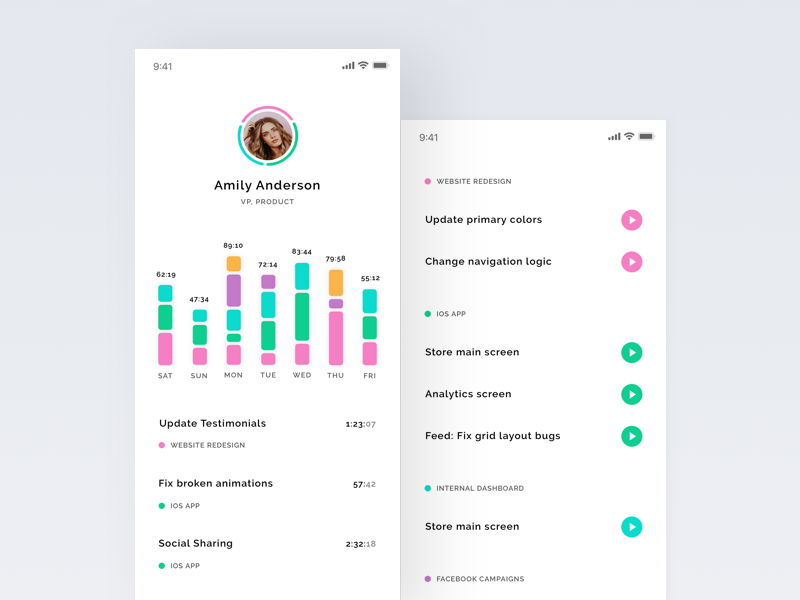 9:41
Amily Anderson
VP, PRODUCT
62:19
47:34
89:10
72:14
83:44
79:58
55:12
SAT SUN MON TUE WED THU FRI
Update Testimonials 1:23:07
WEBSITE REDESIGN
Fix broken animations 57:42
IOS APP
Social Sharing 2:32:18
IOS APP
9:41
WEBSITE REDESIGN
Update primary colors
Change navigation logic
IOS APP
Store main screen
Analytics screen
Feed: Fix grid layout bugs
INTERNAL DASHBOARD
Store main screen
FACEBOOK CAMPAIGNS